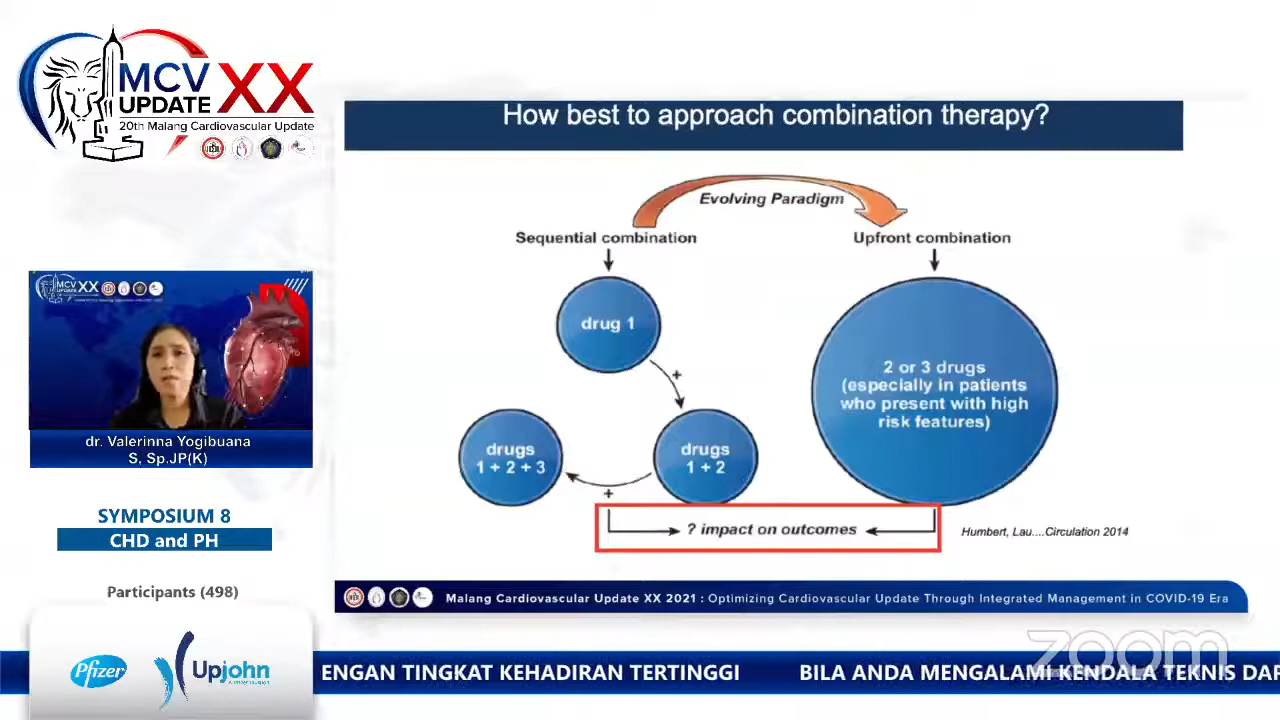 MCV
UPDATE
XX
20th Malang Cardiovascular Update
How best to approach combination therapy?
Evolving Paradigm
Sequential combination
Upfront combination
drug 1
+
drugs
1 + 2
+
drugs
1 + 2 + 3
2 or 3 drugs
(especially in patients
who present with high
risk features)
? impact on outcomes
Humbert, Lau....Circulation 2014
MCV
UPDATE
XX
dr. Valerinna Yogibuana
S, Sp.JP(K)
SYMPOSIUM 8
CHD and PH
Participants (498)
Malang Cardiovascular Update XX 2021 : Optimizing Cardiovascular Update Through Integrated Management in COVID-19 Era
zoom
Pfizer
Upjohn
ENGAN TINGKAT KEHADIRAN TERTINGGI
BILA ANDA MENGALAMI KENDALA TEKNIS DAP